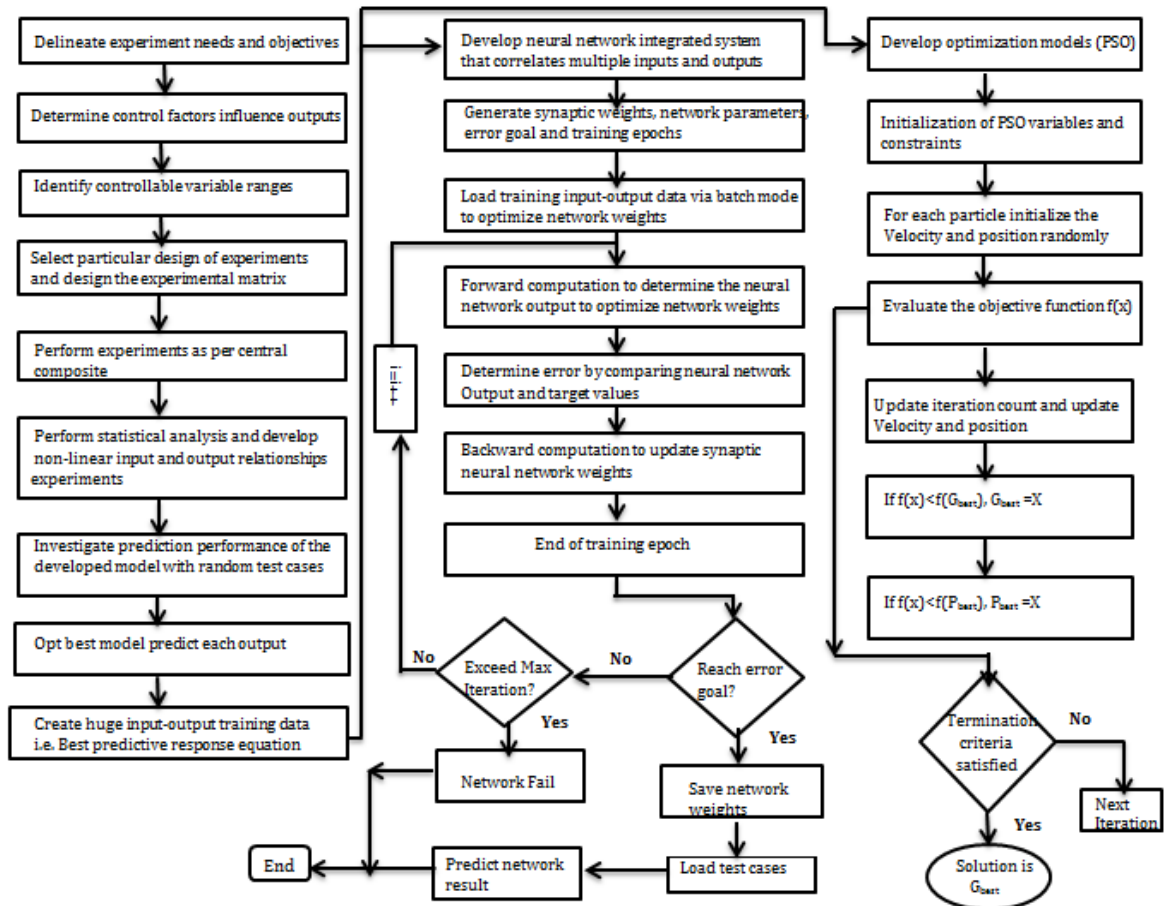 Delineate experiment needs and objectives
Determine control factors influence outputs
Identify controllable variable ranges
Select particular design of experiments
and design the experimental matrix
Perform experiments as per central
composite
Perform statistical analysis and develop
non-linear input and output relationships
experiments
Investigate prediction performance of the
developed model with random test cases
Opt best model predict each output
Create huge input-output training data
i.e. Best predictive response equation
Develop neural network integrated system
that correlates multiple inputs and outputs
Generate synaptic weights, network parameters,
error goal and training epochs
Load training input-output data via batch mode
to optimize network weights
Forward computation to determine the neural
network output to optimize network weights
Determine error by comparing neural network
Output and target values
Backward computation to update synaptic
neural network weights
End of training epoch
i=i++
Reach error
goal?
No
Exceed Max
Iteration?
No
Yes
Network Fail
Yes
Save network
weights
Load test cases
Predict network
result
End
Develop optimization models (PSO)
Initialization of PSO variables and
constraints
For each particle initialize the
Velocity and position randomly
Evaluate the objective function f(x)
Update iteration count and update
Velocity and position
If f(x)<f(Gbest), Gbest =X
If f(x)<f(Pbest), Pbest =X
Termination
criteria
satisfied
No
Next
Iteration
Yes
Solution is
Gbest